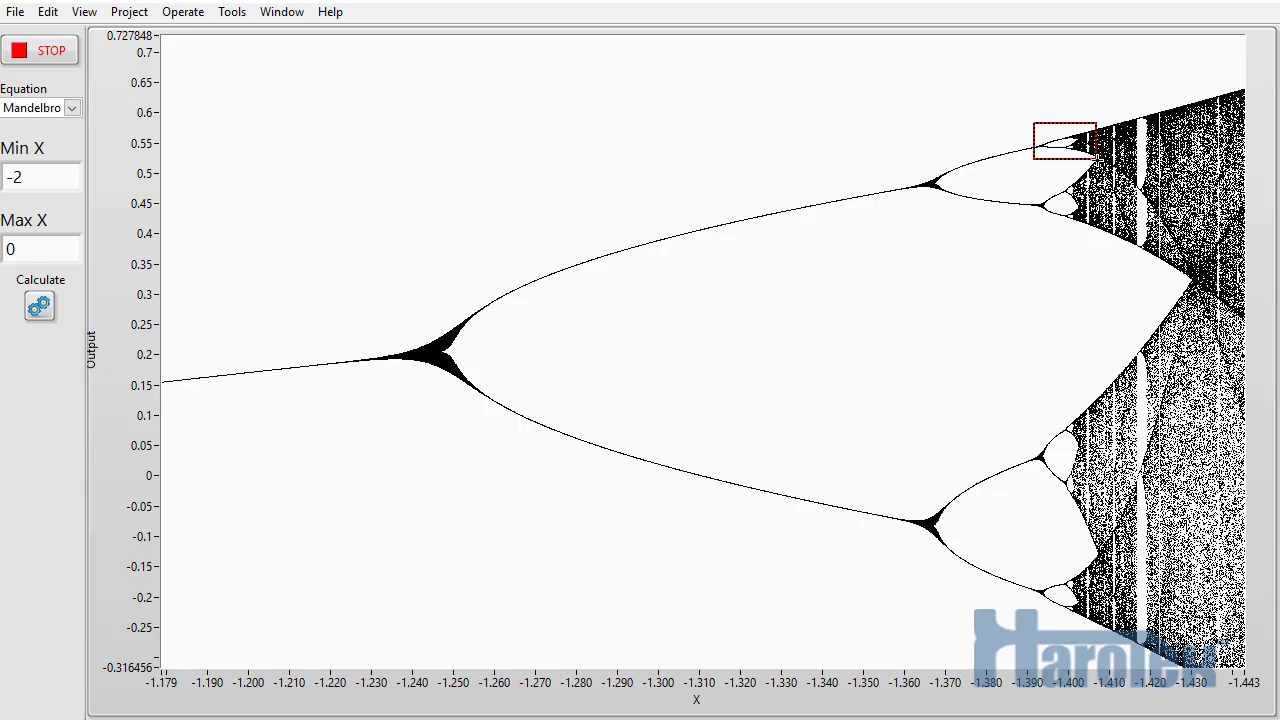 File Edit View Project Operate Tools Window Help
STOP
Equation
Mandelbro
Min X
-2
Max X
0
Calculate
Output
0.727848
0.7
0.65
0.6
0.55
0.5
0.45
0.4
0.35
0.3
0.25
0.2
0.15
0.1
0.05
0
-0.05
-0.1
-0.15
-0.2
-0.25
-0.316456
-1.179 -1.190 -1.200 -1.210 -1.220 -1.230 -1.240 -1.250 -1.260 -1.270 -1.280 -1.290 -1.300 -1.310 -1.320 -1.330 -1.340 -1.350 -1.360 -1.370 -1.380 -1.390 -1.400 -1.410 -1.420 -1.430 -1.443
X
HaroTek